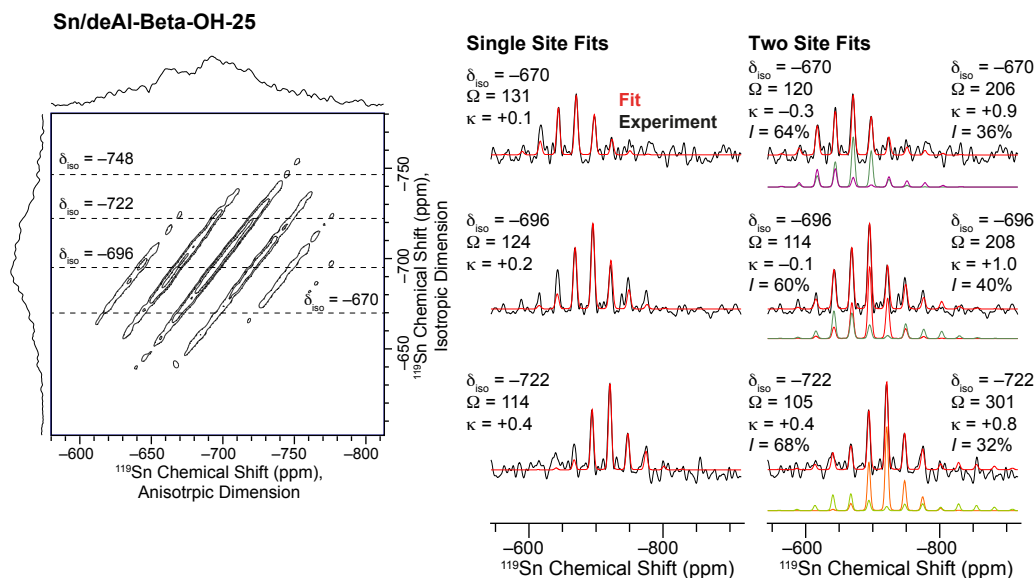 Sn/deAl-Beta-OH-25
δiso = –748
δiso = –722
δiso = –696
δiso = –670
–750
–700
–650
119Sn Chemical Shift (ppm),
Isotropic Dimension
–600
–650
–700
–750
–800
119Sn Chemical Shift (ppm),
Anisotrpic Dimension
Single Site Fits
δiso = –670
Ω = 131
κ = +0.1
Fit
Experiment
δiso = –696
Ω = 124
κ = +0.2
δiso = –722
Ω = 114
κ = +0.4
–600
–800
119Sn Chemical Shift (ppm)
Two Site Fits
δiso = –670
Ω = 120
κ = –0.3
I = 64%
δiso = –670
Ω = 206
κ = +0.9
I = 36%
δiso = –696
Ω = 114
κ = –0.1
I = 60%
δiso = –696
Ω = 208
κ = +1.0
I = 40%
δiso = –722
Ω = 105
κ = +0.4
I = 68%
δiso = –722
Ω = 301
κ = +0.8
I = 32%
–600
–800
119Sn Chemical Shift (ppm)